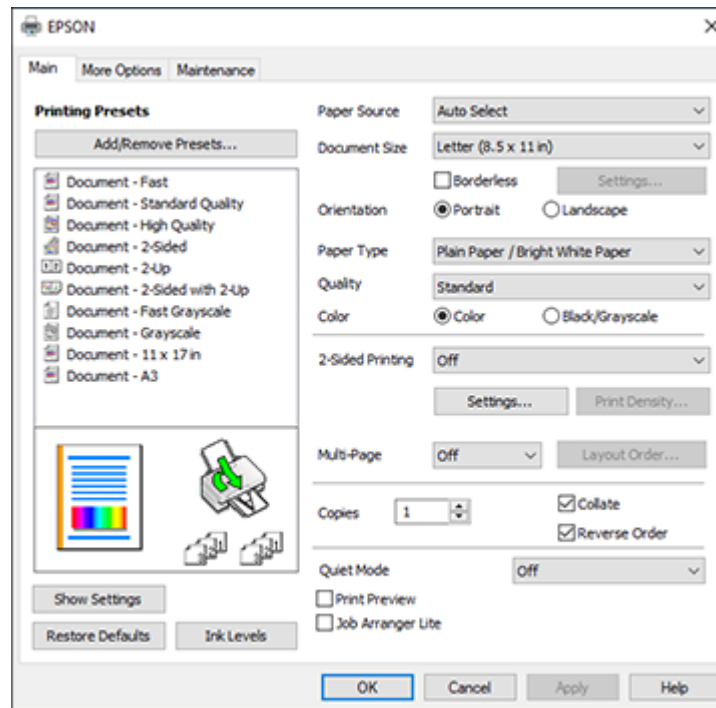 EPSON
Main More Options Maintenance
Printing Presets
Add/Remove Presets...
Document - Fast
Document - Standard Quality
Document - High Quality
Document - 2-Sided
Document - 2-Up
Document - 2-Sided with 2-Up
Document - Fast Grayscale
Document - Grayscale
Document - 11 x 17 in
Document - A3
Show Settings
Restore Defaults Ink Levels
Paper Source Auto Select
Document Size Letter (8.5 x 11 in)
Borderless Settings...
Orientation Portrait Landscape
Paper Type Plain Paper / Bright White Paper
Quality Standard
Color Color Black/Grayscale
2-Sided Printing Off
Settings... Print Density...
Multi-Page Off Layout Order...
Copies 1 Collate
Reverse Order
Quiet Mode Off
Print Preview
Job Arranger Lite
OK Cancel Apply Help